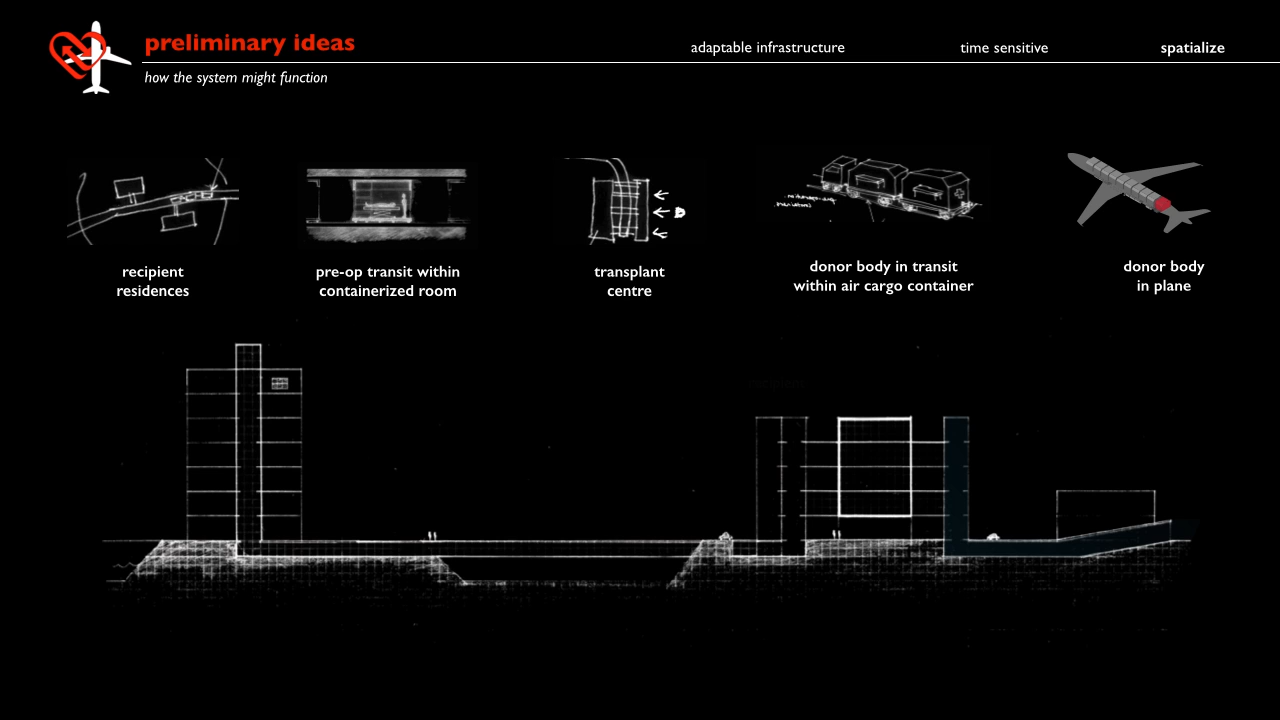 preliminary ideas
adaptable infrastructure
time sensitive
spatialize
how the system might function
recipient
residences
pre-op transit within
containerized room
transplant
centre
donor body in transit
within air cargo container
donor body
in plane